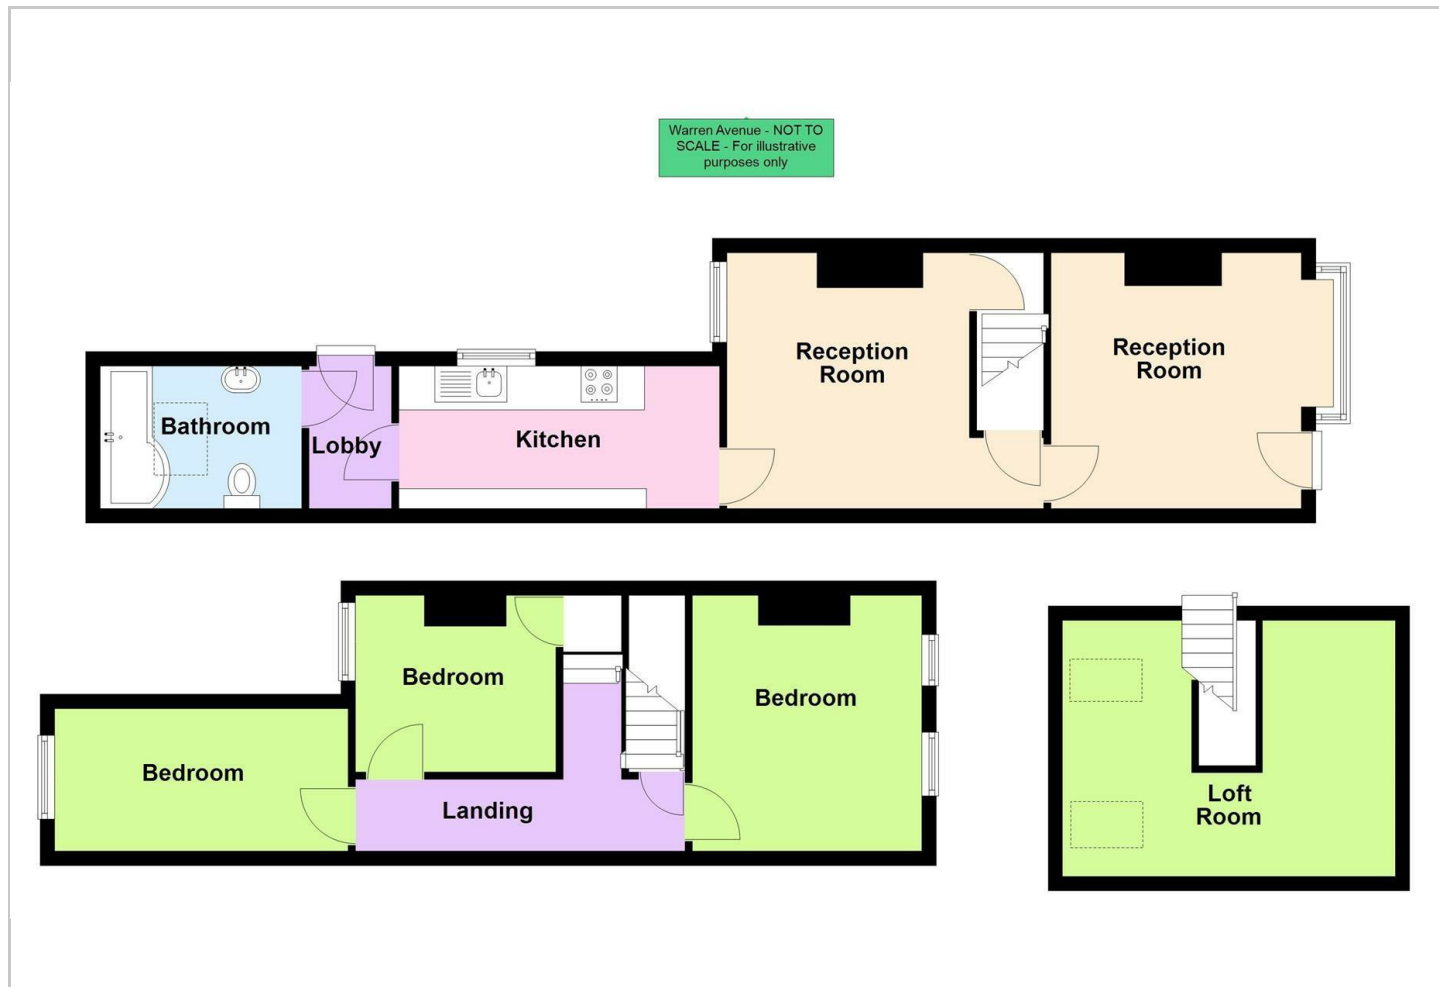 Warren Avenue - NOT TO
SCALE - For illustrative
purposes only
Reception
Room
Reception
Room
Bathroom
Lobby
Kitchen
Bedroom
Bedroom
Bedroom
Landing
Loft
Room